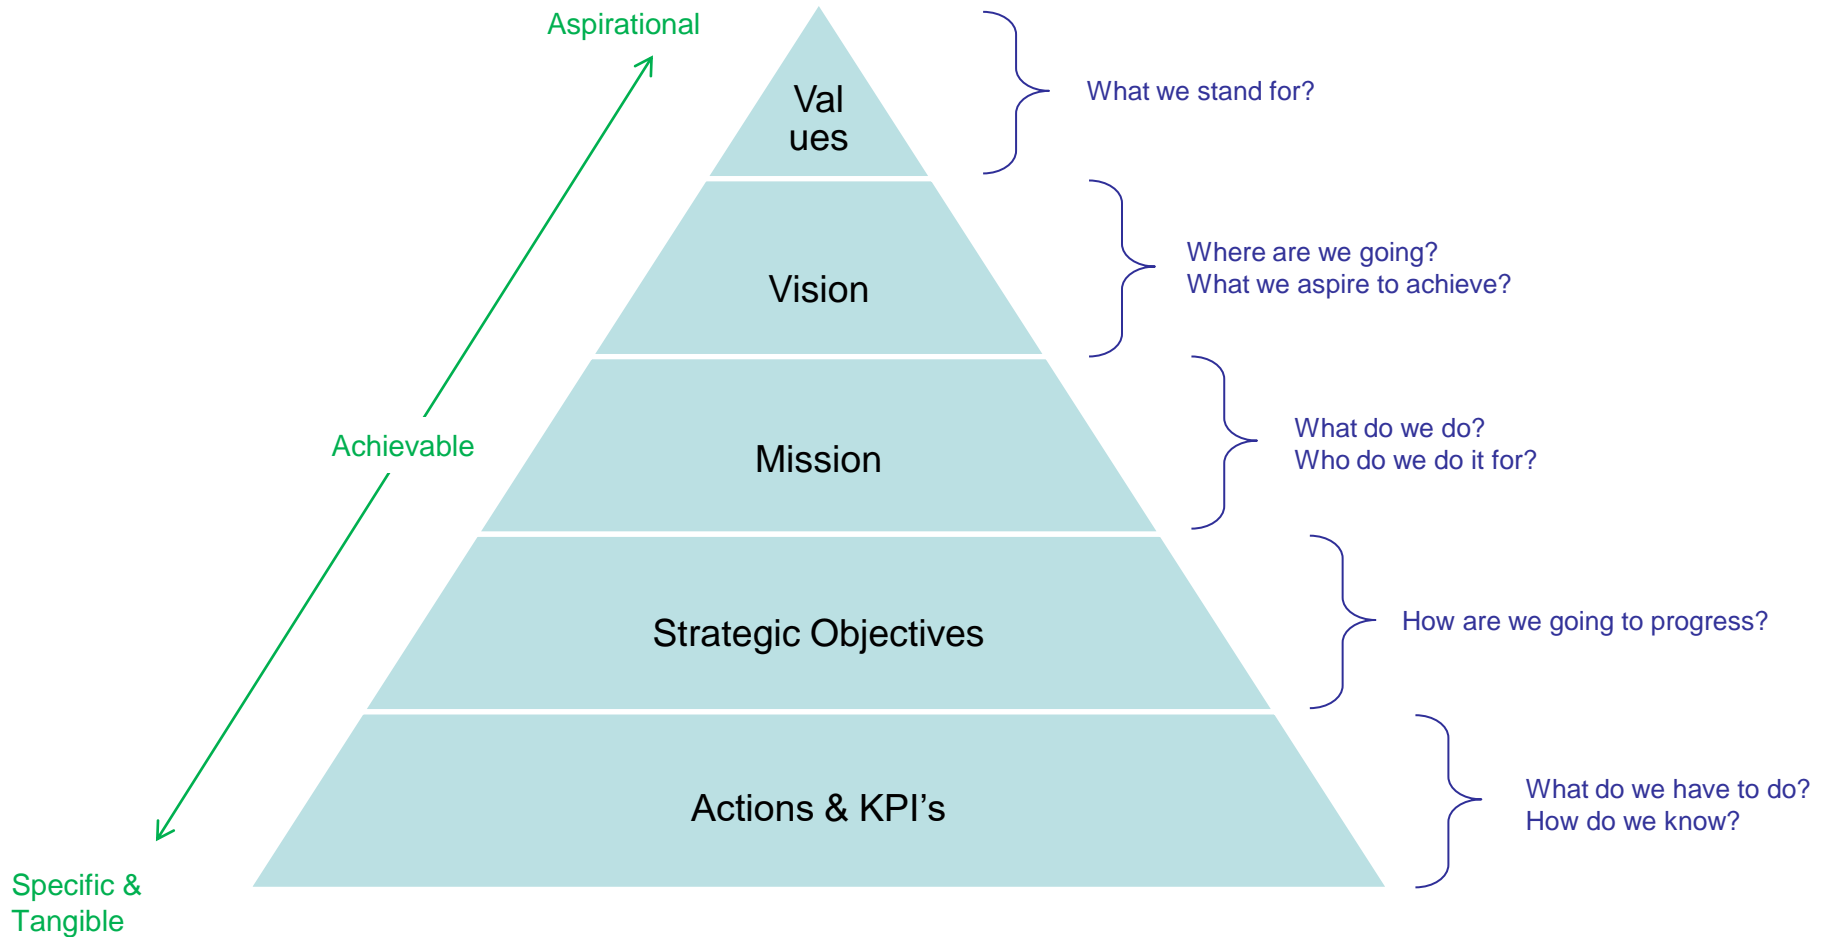 Aspirational
Val
ues
What we stand for?
Vision
Where are we going?
What we aspire to achieve?
Achievable
Mission
What do we do?
Who do we do it for?
Strategic Objectives
How are we going to progress?
Actions & KPI’s
What do we have to do?
How do we know?
Specific &
Tangible